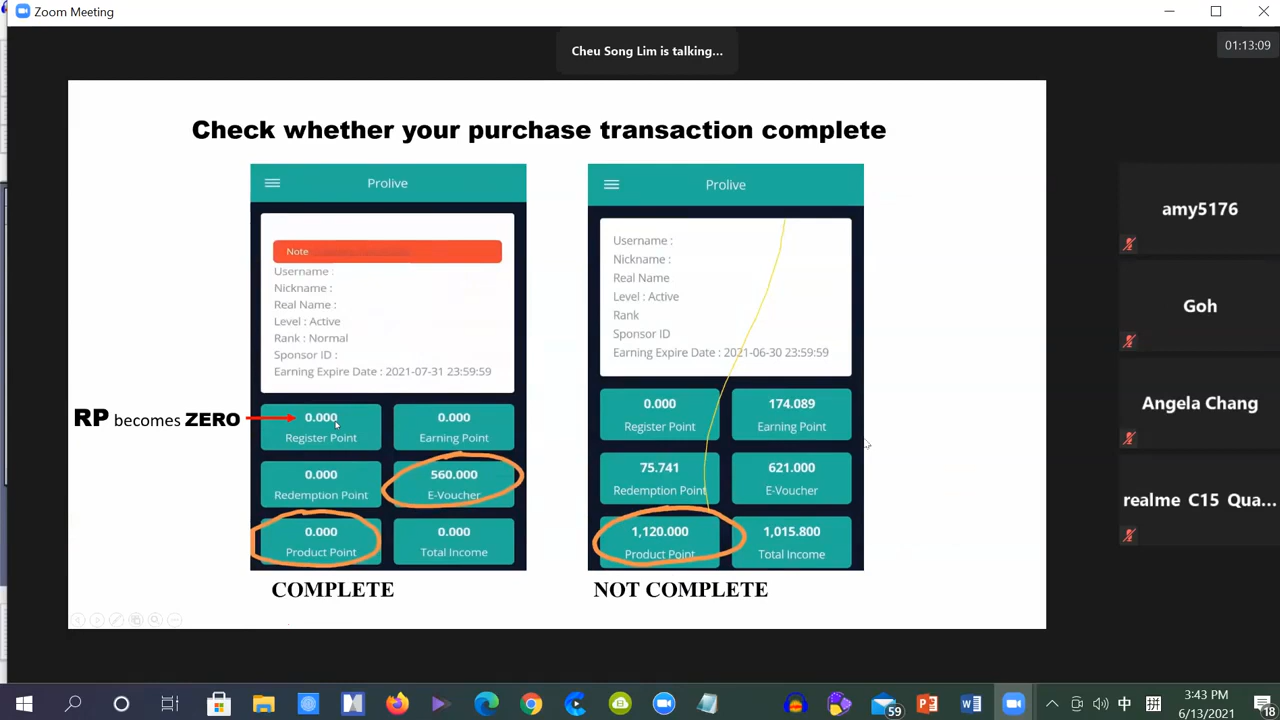 Zoom Meeting
Cheu Song Lim is talking...
01:13:09
Check whether your purchase transaction complete
Prolive
Note
Username :
Nickname :
Real Name :
Level : Active
Rank : Normal
Sponsor ID :
Earning Expire Date : 2021-07-31 23:59:59
RP becomes ZERO
0.000
Register Point
0.000
Earning Point
0.000
Redemption Point
560.000
E-Voucher
0.000
Product Point
0.000
Total Income
COMPLETE
Prolive
Username :
Nickname :
Real Name
Level : Active
Rank
Sponsor ID
Earning Expire Date : 2021-06-30 23:59:59
0.000
Register Point
174.089
Earning Point
75.741
Redemption Point
621.000
E-Voucher
1,120.000
Product Point
1,015.800
Total Income
NOT COMPLETE
amy5176
Goh
Angela Chang
realme C15 Qua...
59
中
拼
3:43 PM
6/13/2021
18